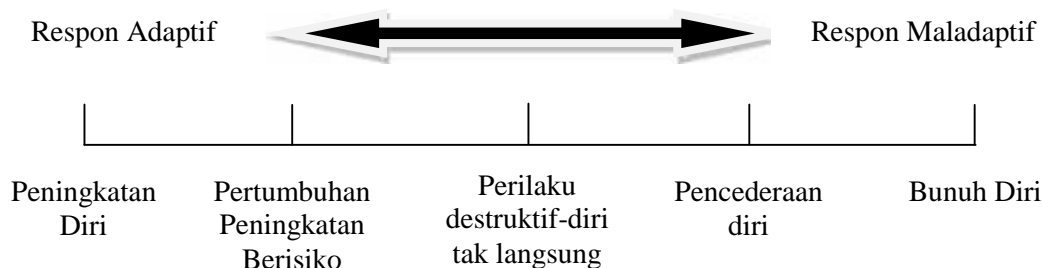 Respon Adaptif
Respon Maladaptif
Peningkatan
Diri
Pertumbuhan
Peningkatan
Berisiko
Perilaku
destruktif-diri
tak langsung
Pencederaan
diri
Bunuh Diri